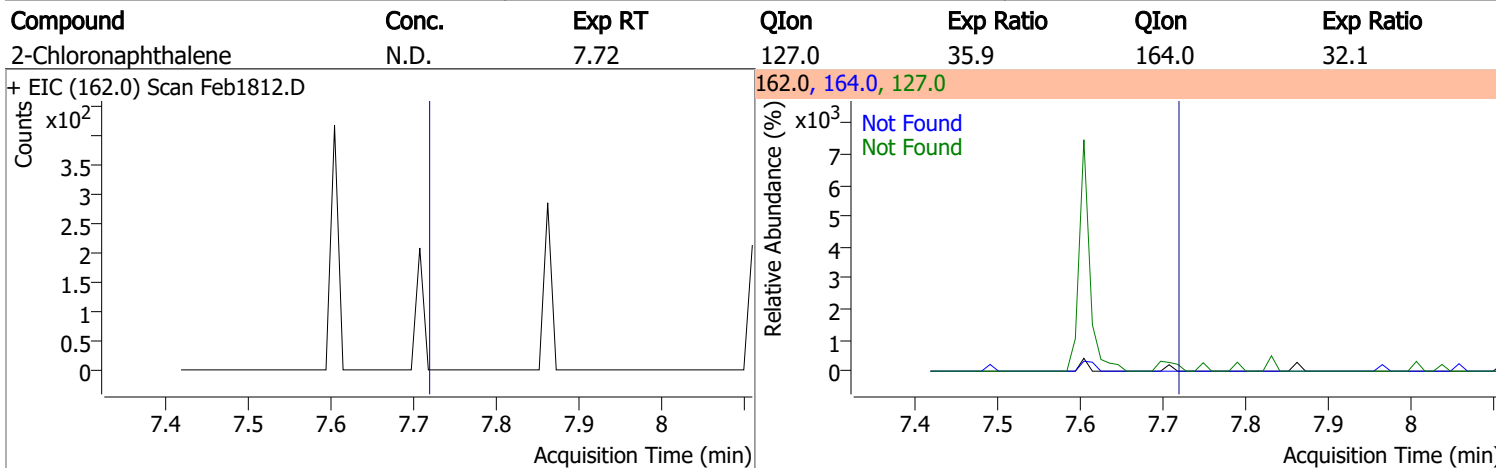 Compound Conc. Exp RT QIon Exp Ratio QIon Exp Ratio
2-Chloronaphthalene N.D. 7.72 127.0 35.9 164.0 32.1
+ EIC (162.0) Scan Feb1812.D
Counts
x10²
3.5
3
2.5
2
1.5
1
0.5
0
7.4 7.5 7.6 7.7 7.8 7.9 8
Acquisition Time (min)
162.0, 164.0, 127.0
Relative Abundance (%)
x10³
Not Found
Not Found
7
6
5
4
3
2
1
0
7.4 7.5 7.6 7.7 7.8 7.9 8
Acquisition Time (min)